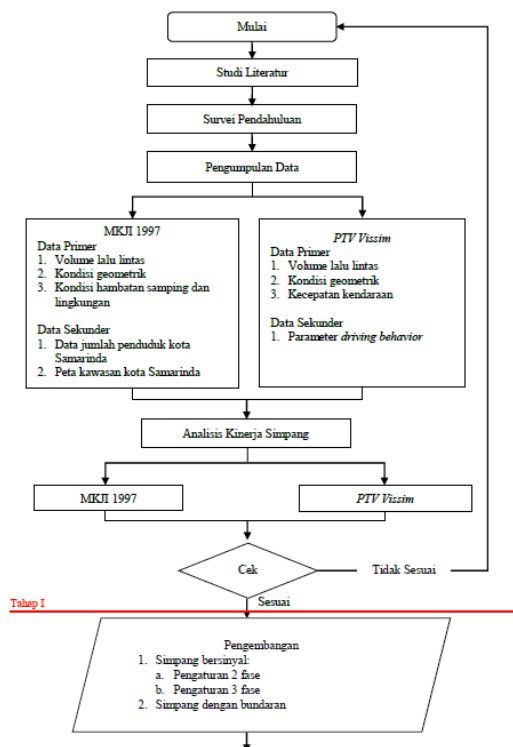 Mulai
Studi Literatur
Survei Pendahuluan
Pengumpulan Data
MKJI 1997
Data Primer
1. Volume lalu lintas
2. Kondisi geometrik
3. Kondisi hambatan samping dan
lingkungan
Data Sekunder
1. Data jumlah penduduk kota
Samarinda
2. Peta kawasan kota Samarinda
PTV Vissim
Data Primer
1. Volume lalu lintas
2. Kondisi geometrik
3. Kecepatan kendaraan
Data Sekunder
1. Parameter driving behavior
Analisis Kinerja Simpang
MKJI 1997
PTV Vissim
Cek
Tidak Sesuai
Sesuai
Tahap I
Pengembangan
1. Simpang bersinyal:
a. Pengaturan 2 fase
b. Pengaturan 3 fase
2. Simpang dengan bundaran